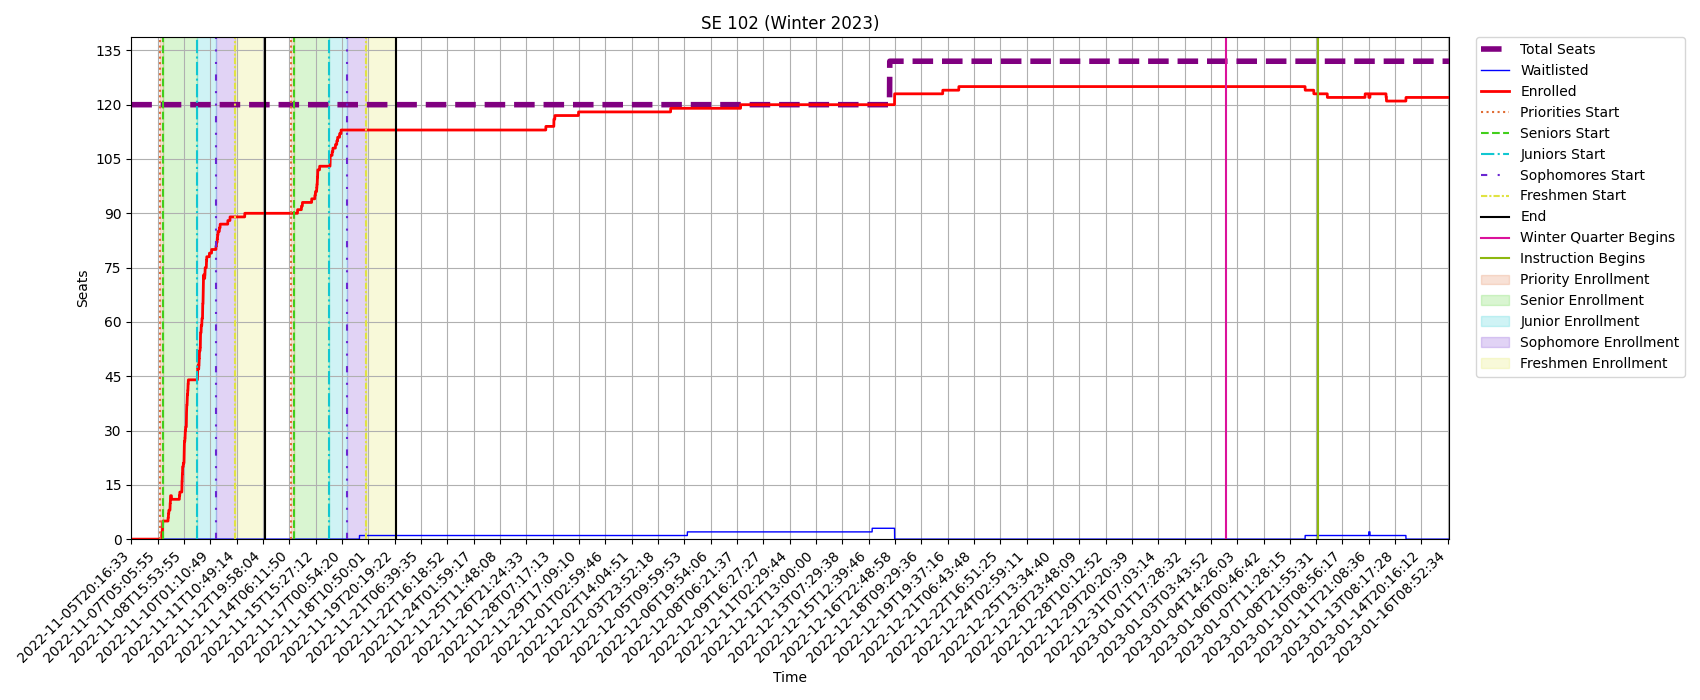 SE 102 (Winter 2023)
135
120
105
90
75
60
45
30
15
0
Seats
2022-11-05T20:16:33
2022-11-07T05:05:55
2022-11-08T15:53:55
2022-11-10T01:10:49
2022-11-11T10:49:14
2022-11-12T19:58:04
2022-11-14T06:11:50
2022-11-15T15:27:12
2022-11-17T00:54:20
2022-11-18T10:50:01
2022-11-19T20:19:22
2022-11-21T06:39:35
2022-11-22T16:18:52
2022-11-24T01:59:17
2022-11-25T11:48:09
2022-11-26T21:24:33
2022-11-28T07:17:13
2022-11-29T17:09:10
2022-12-01T02:59:46
2022-12-02T14:04:51
2022-12-03T23:52:18
2022-12-05T09:59:53
2022-12-06T19:54:06
2022-12-08T06:21:37
2022-12-09T16:27:27
2022-12-11T02:29:44
2022-12-12T13:00:00
2022-12-13T07:29:38
2022-12-15T12:39:46
2022-12-16T22:48:58
2022-12-18T09:29:36
2022-12-19T19:37:16
2022-12-21T06:43:48
2022-12-22T16:51:25
2022-12-24T02:59:11
2022-12-25T13:34:40
2022-12-26T23:48:09
2022-12-28T10:12:52
2022-12-29T20:20:39
2022-12-31T07:03:14
2023-01-01T17:28:32
2023-01-03T03:43:52
2023-01-04T14:26:03
2023-01-06T00:46:42
2023-01-07T11:28:15
2023-01-08T21:55:31
2023-01-10T08:56:17
2023-01-11T21:08:36
2023-01-13T08:17:28
2023-01-14T20:16:12
2023-01-16T08:52:34
Time
Total Seats
Waitlisted
Enrolled
Priorities Start
Seniors Start
Juniors Start
Sophomores Start
Freshmen Start
End
Winter Quarter Begins
Instruction Begins
Priority Enrollment
Senior Enrollment
Junior Enrollment
Sophomore Enrollment
Freshmen Enrollment